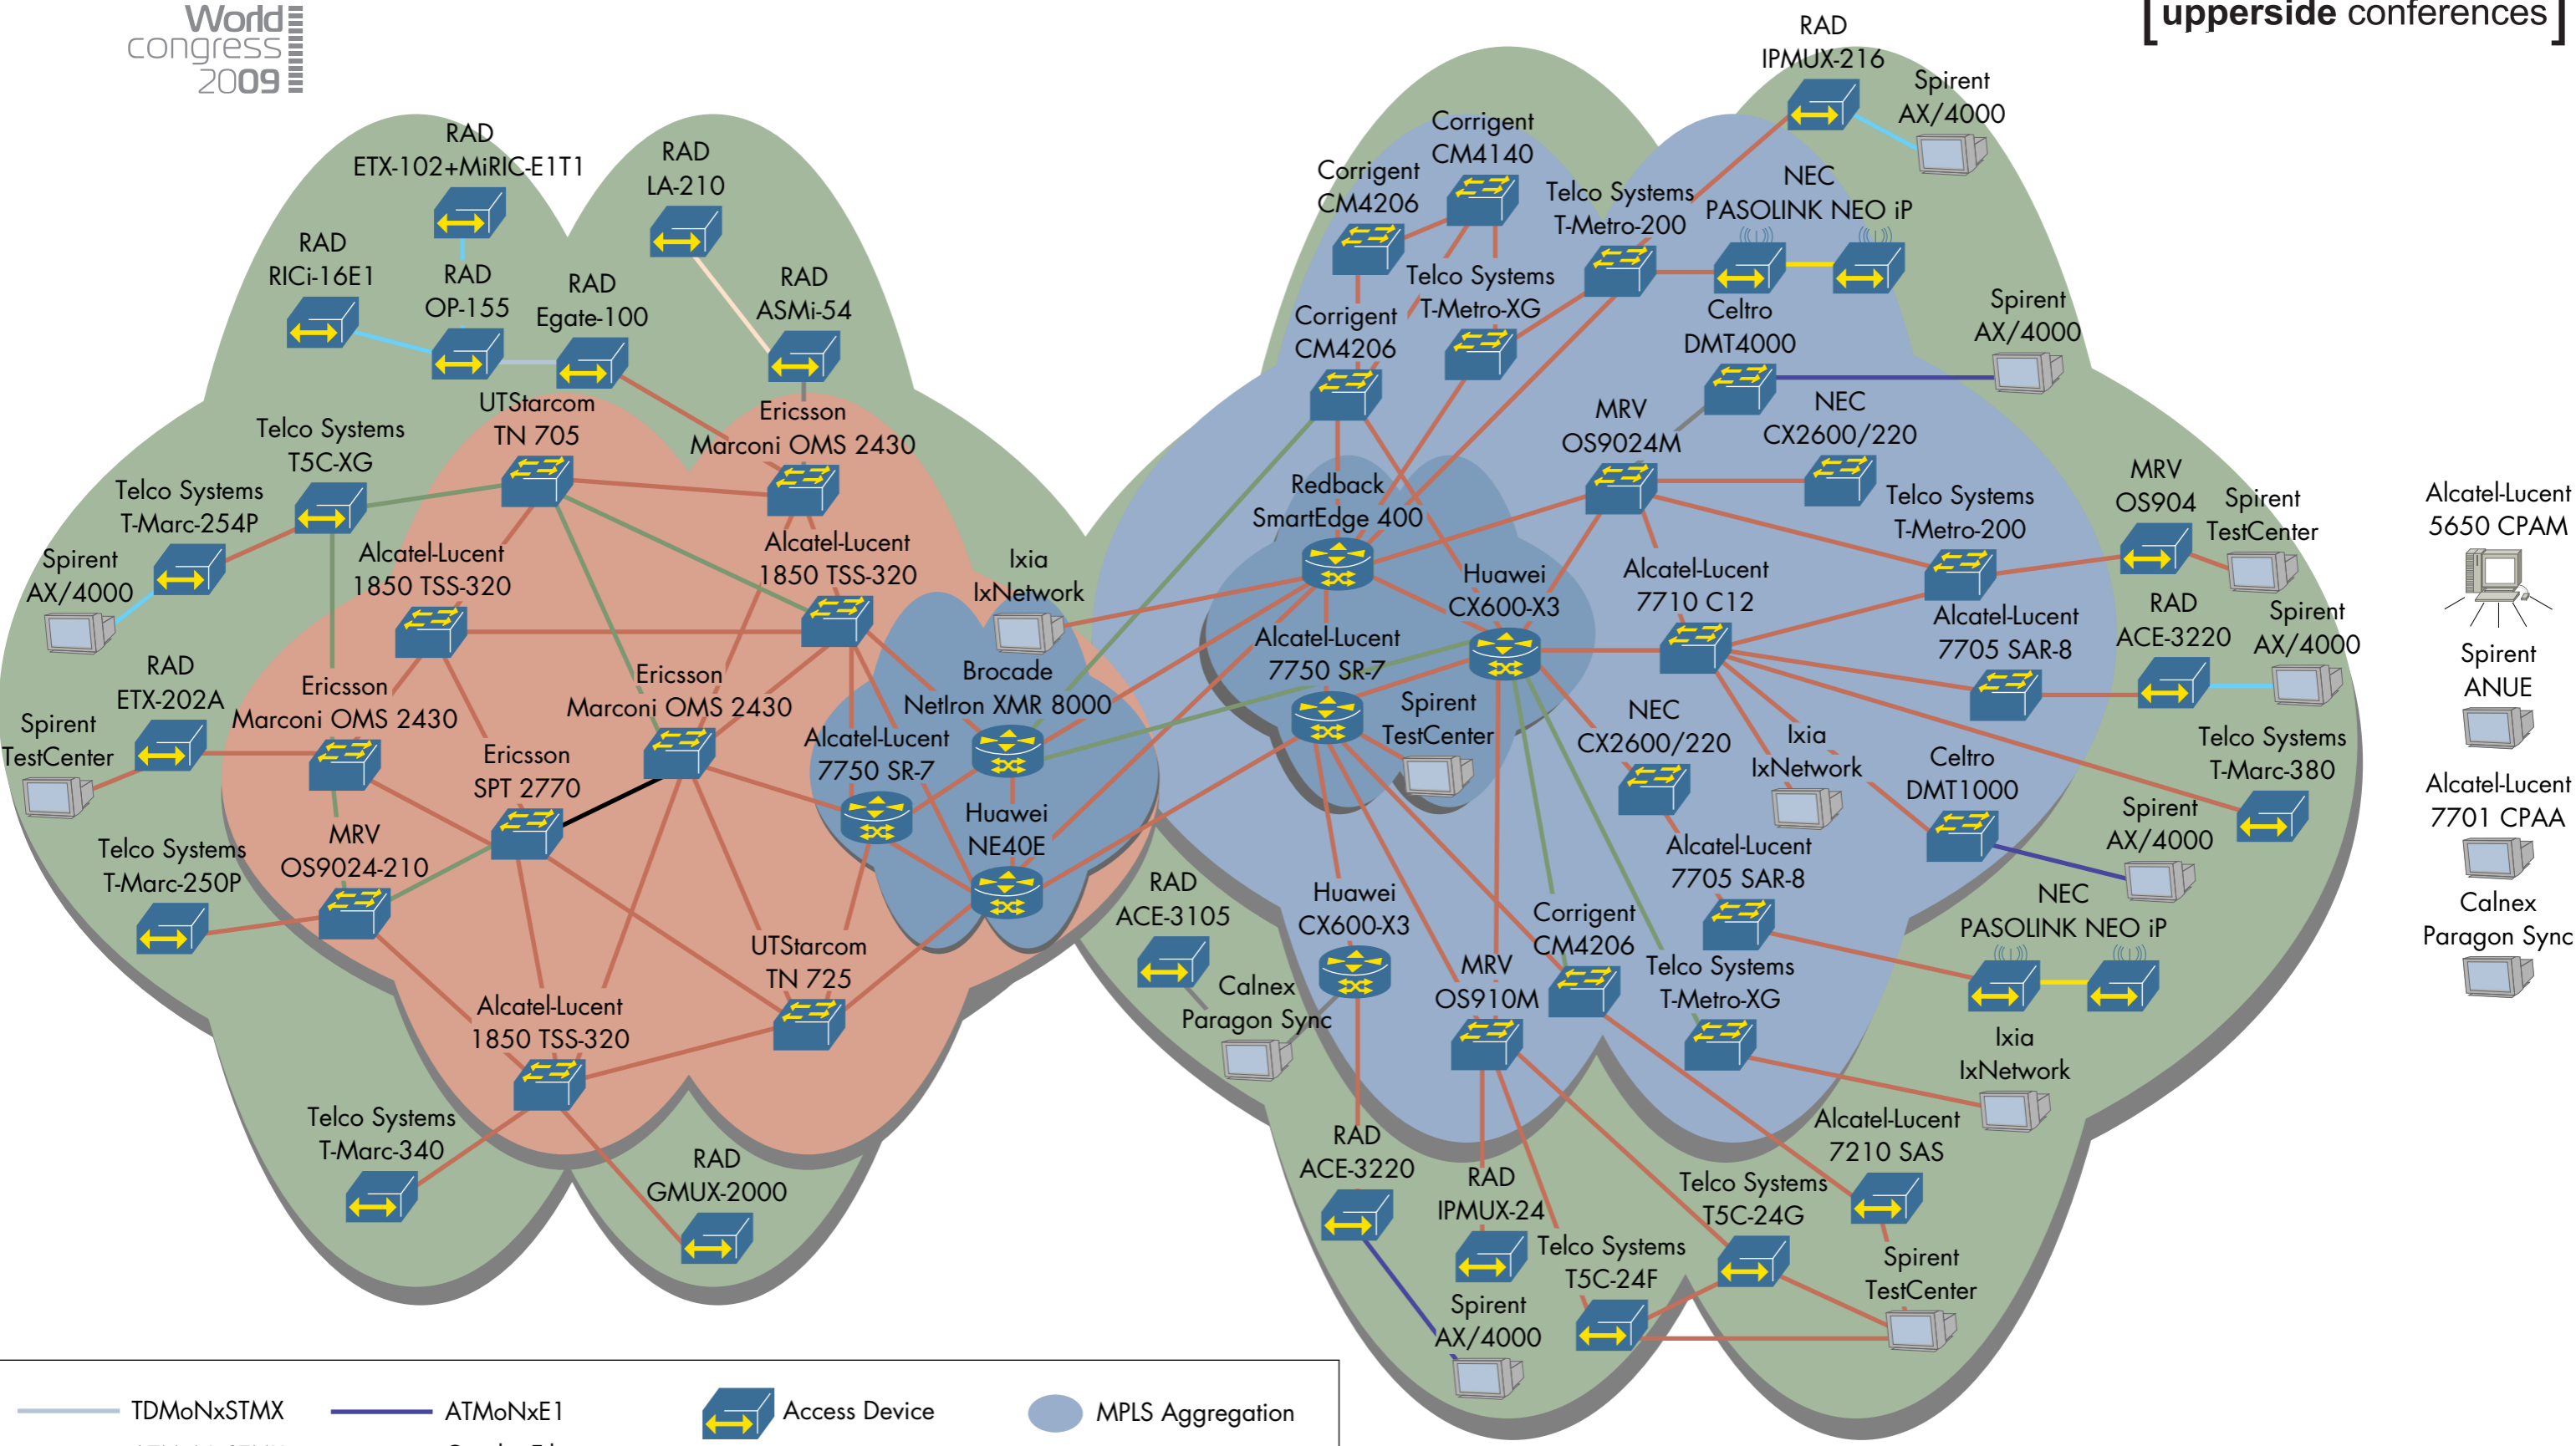 World
congress
2009
[upperside conferences]
RAD
IPMUX-216
Spirent
AX/4000
RAD
ETX-102+MiRIC-E1T1
RAD
LA-210
RAD
RICi-16E1
RAD
OP-155
RAD
Egate-100
RAD
ASMi-54
Corrigent
CM4140
Corrigent
CM4206
Telco Systems
T-Metro-200
NEC
PASOLINK NEO iP
Telco Systems
T-Metro-XG
Corrigent
CM4206
Celtro
DMT4000
Spirent
AX/4000
UTStarcom
TN 705
Ericsson
Marconi OMS 2430
Telco Systems
T5C-XG
Telco Systems
T-Marc-254P
Spirent
AX/4000
Alcatel-Lucent
1850 TSS-320
Alcatel-Lucent
1850 TSS-320
Ixia
IxNetwork
MRV
OS9024M
NEC
CX2600/220
Redback
SmartEdge 400
Telco Systems
T-Metro-200
MRV
OS904
Spirent
TestCenter
Alcatel-Lucent
5650 CPAM
Huawei
CX600-X3
Alcatel-Lucent
7710 C12
Alcatel-Lucent
7705 SAR-8
RAD
ACE-3220
Spirent
AX/4000
Spirent
ANUE
RAD
ETX-202A
Ericsson
Marconi OMS 2430
Ericsson
Marconi OMS 2430
Brocade
NetIron XMR 8000
Alcatel-Lucent
7750 SR-7
Alcatel-Lucent
7750 SR-7
Spirent
TestCenter
NEC
CX2600/220
Ixia
IxNetwork
Celtro
DMT1000
Telco Systems
T-Marc-380
Spirent
TestCenter
Ericsson
SPT 2770
Huawei
NE40E
Spirent
AX/4000
Alcatel-Lucent
7701 CPAA
MRV
OS9024-210
Telco Systems
T-Marc-250P
Alcatel-Lucent
7705 SAR-8
RAD
ACE-3105
Huawei
CX600-X3
Corrigent
CM4206
NEC
PASOLINK NEO iP
Calnex
Paragon Sync
UTStarcom
TN 725
Calnex
Paragon Sync
MRV
OS910M
Telco Systems
T-Metro-XG
Alcatel-Lucent
1850 TSS-320
Ixia
IxNetwork
Telco Systems
T-Marc-340
RAD
GMUX-2000
RAD
ACE-3220
RAD
IPMUX-24
Alcatel-Lucent
7210 SAS
Telco Systems
T5C-24G
Telco Systems
T5C-24F
Spirent
TestCenter
Spirent
AX/4000
TDMoNxSTMX
ATMoNxE1
Access Device
MPLS Aggregation